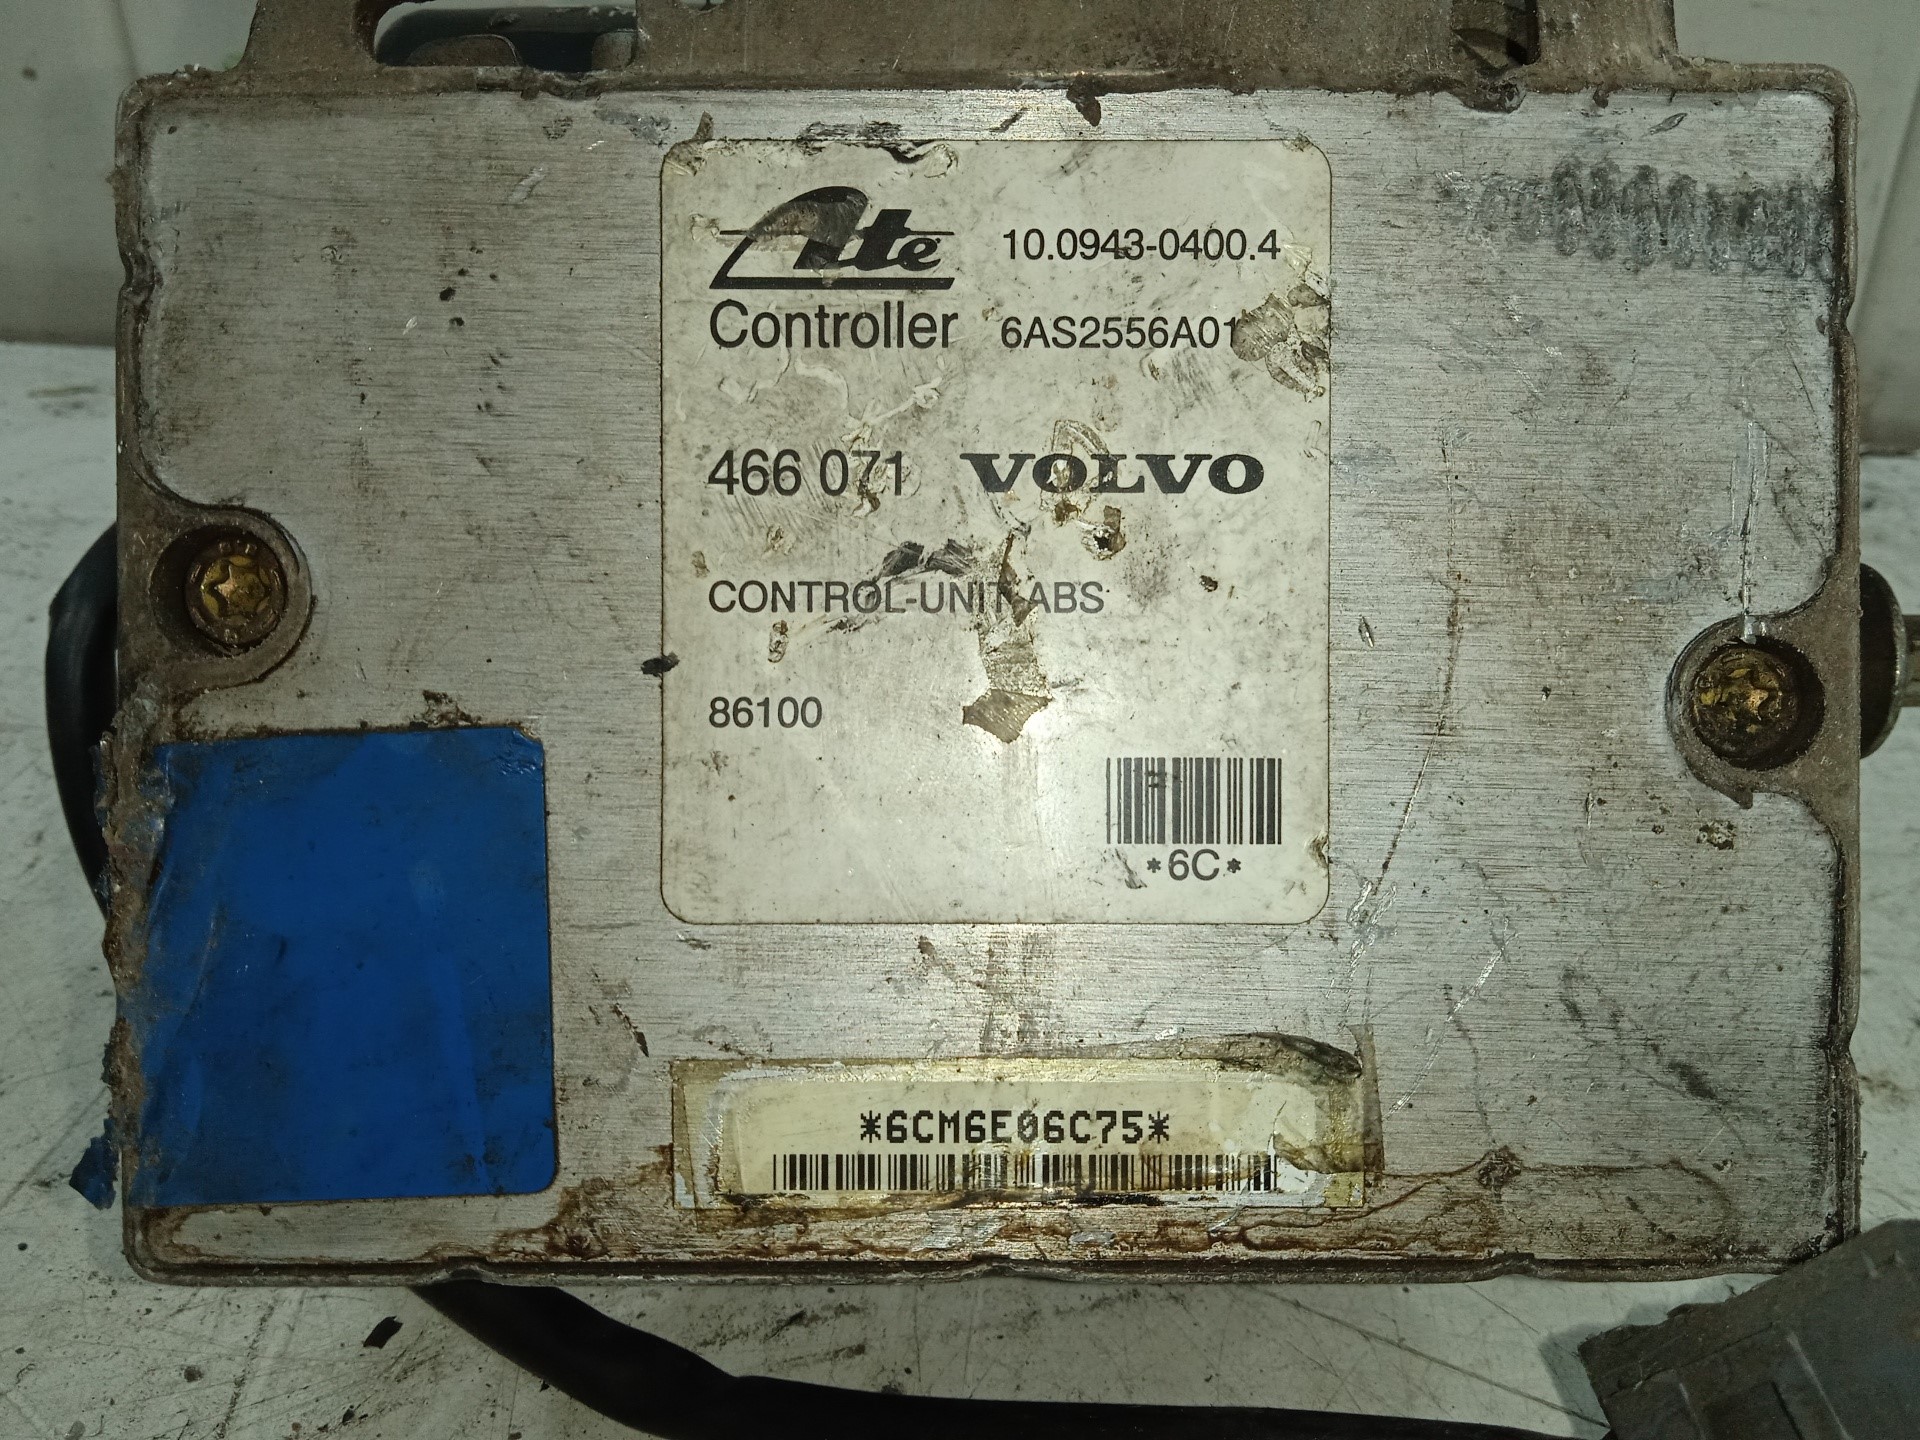 Ate 10.0943-0400.4
Controller 6AS2556A01
466 071 VOLVO
CONTROL-UNIT ABS
86100
*6C*
*6CM6E06C75*